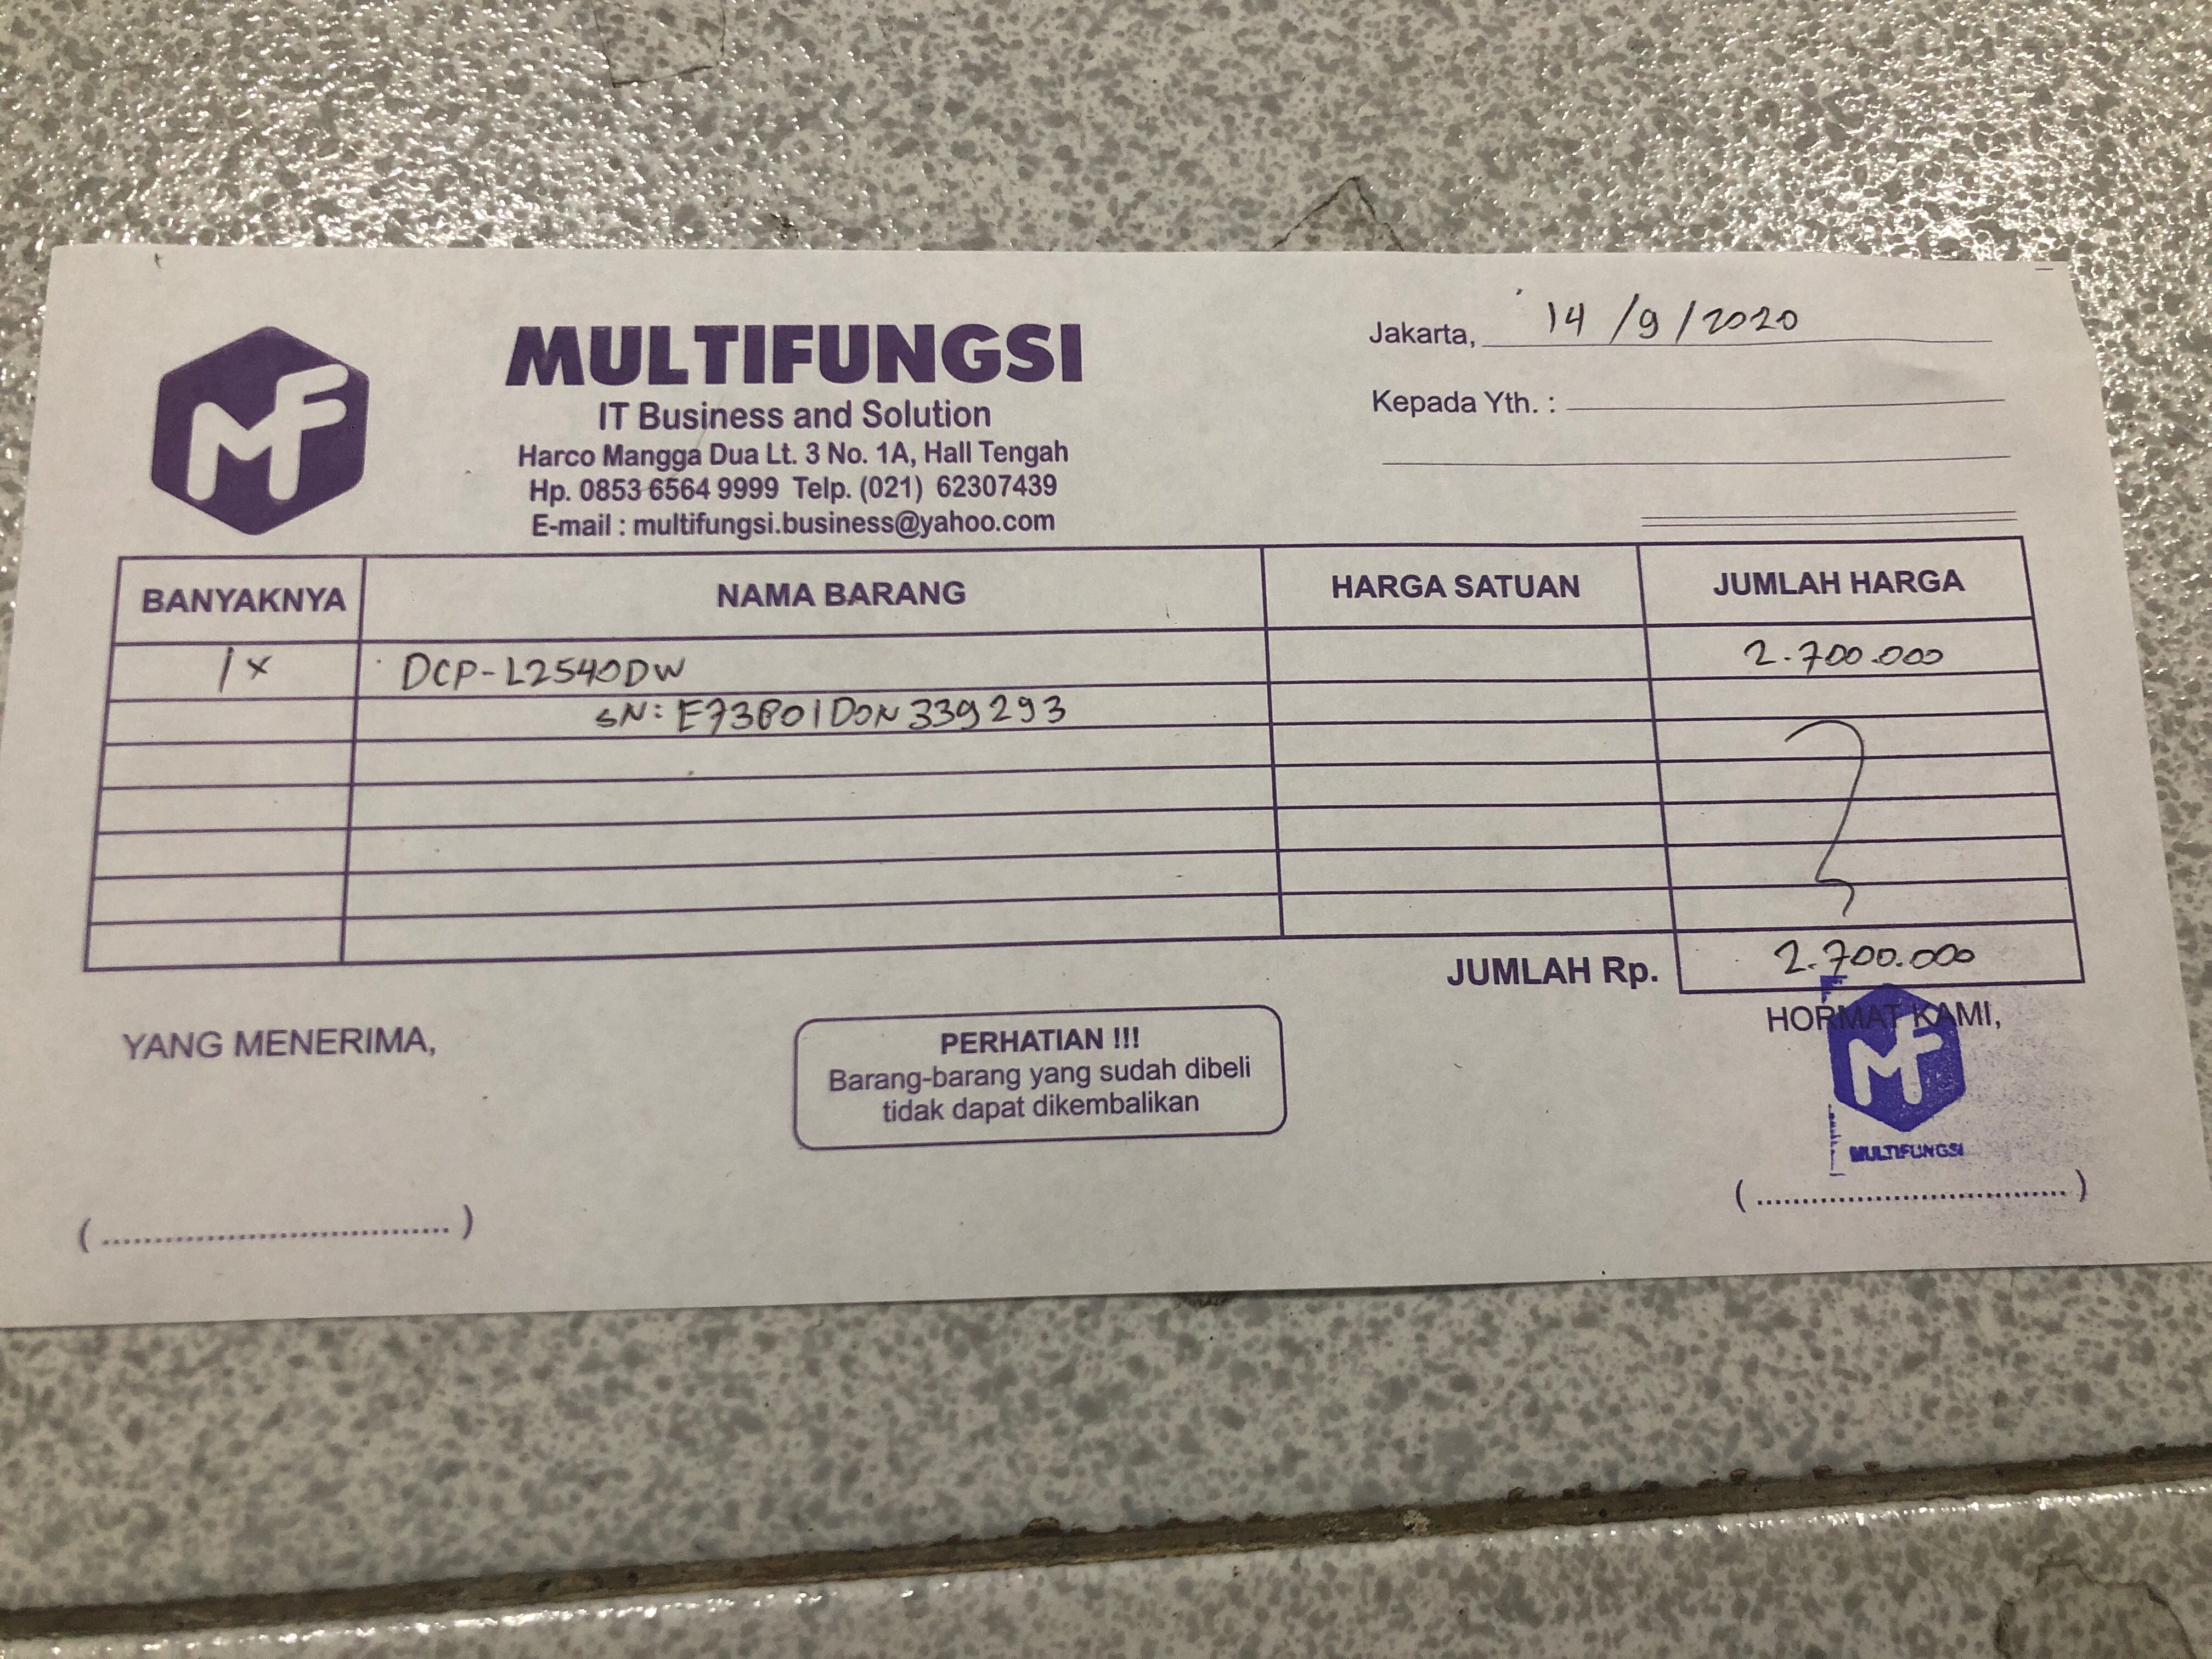 MF
MULTIFUNGSI
IT Business and Solution
Harco Mangga Dua Lt. 3 No. 1A, Hall Tengah
Hp. 0853 6564 9999 Telp. (021) 62307439
E-mail : multifungsi.business@yahoo.com
Jakarta, 14/9/2020
Kepada Yth. :
BANYAKNYA NAMA BARANG HARGA SATUAN JUMLAH HARGA
1x DCP-L2540DW 2.700.000
SN: E73801D0N339293
JUMLAH Rp. 2.700.000
YANG MENERIMA,
PERHATIAN !!!
Barang-barang yang sudah dibeli
tidak dapat dikembalikan
HORMAT KAMI,
MF
MULTIFUNGSI
(................................)
(................................)